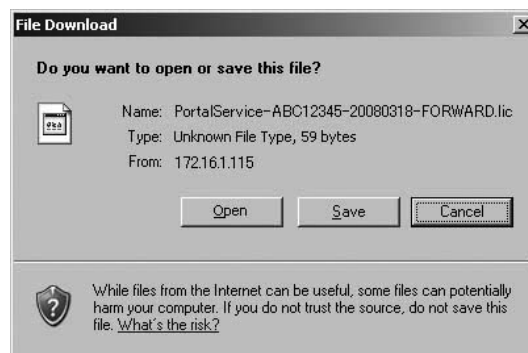 File Download
Do you want to open or save this file?
Name: PortalService-ABC12345-20080318-FORWARD.lic
Type: Unknown File Type, 59 bytes
From: 172.16.1.115
Open Save Cancel
While files from the Internet can be useful, some files can potentially
harm your computer. If you do not trust the source, do not save this
file. What's the risk?